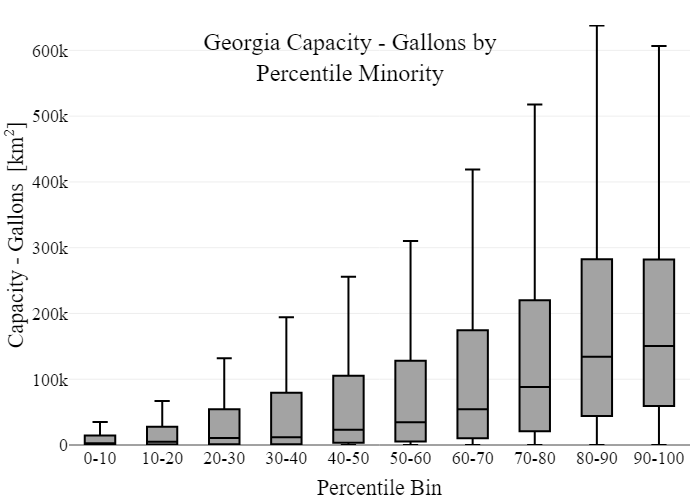 Georgia Capacity - Gallons by
Percentile Minority
Capacity - Gallons [km²]
600k
500k
400k
300k
200k
100k
0
0-10 10-20 20-30 30-40 40-50 50-60 60-70 70-80 80-90 90-100
Percentile Bin